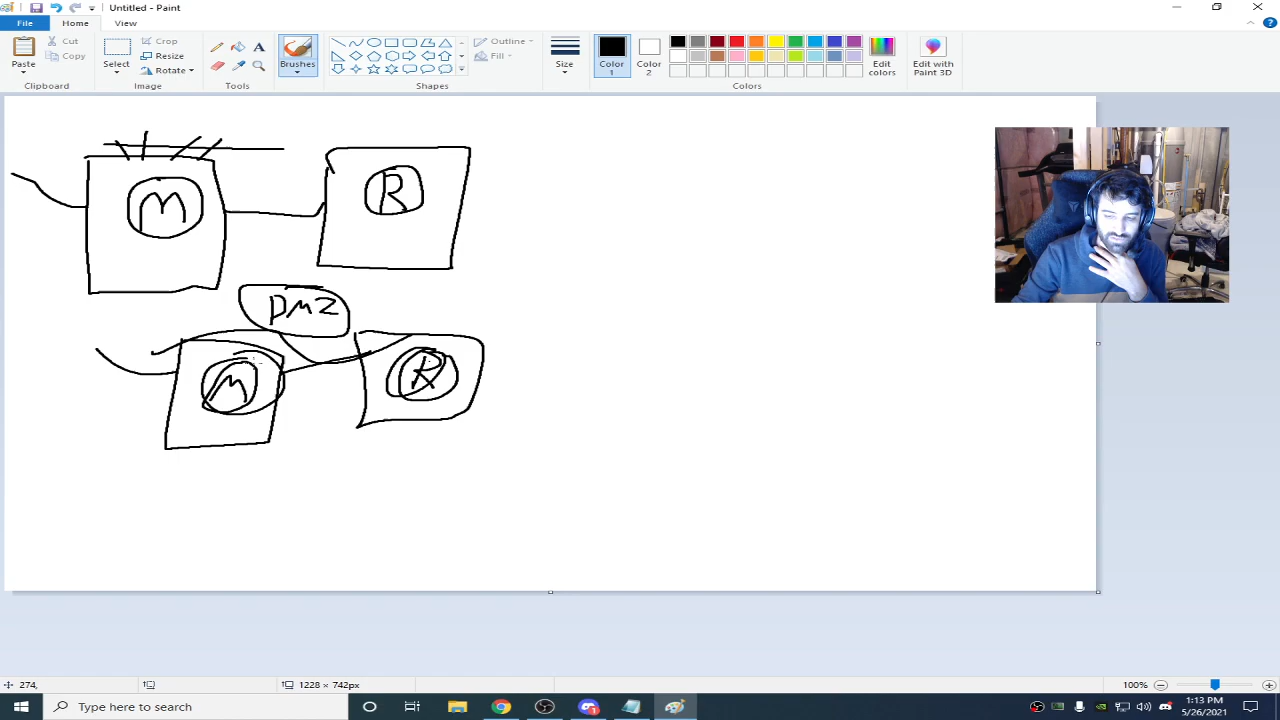 Untitled - Paint
File Home View
Paste
Cut
Copy
Clipboard
Select
Crop
Resize
Rotate
Image
A
Tools
Brushes
Shapes
Outline
Fill
Size
Color 1
Color 2
Edit colors
Colors
Edit with Paint 3D
M
R
DMZ
M
R
274,
1228 × 742px
100%
Type here to search
1:13 PM
5/26/2021